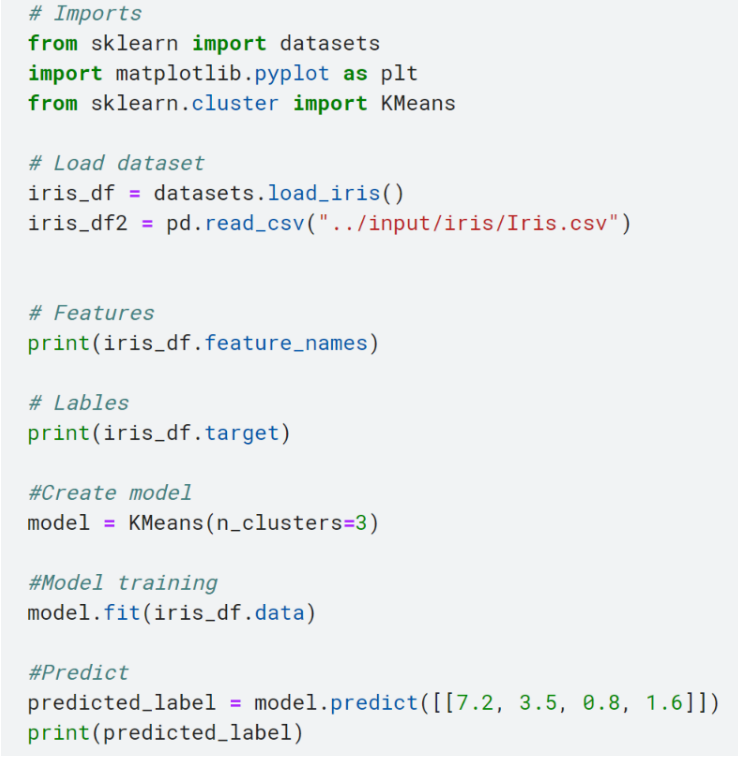 # Imports
from sklearn import datasets
import matplotlib.pyplot as plt
from sklearn.cluster import KMeans
# Load dataset
iris_df = datasets.load_iris()
iris_df2 = pd.read_csv("../input/iris/Iris.csv")
# Features
print(iris_df.feature_names)
# Lables
print(iris_df.target)
#Create model
model = KMeans(n_clusters=3)
#Model training
model.fit(iris_df.data)
#Predict
predicted_label = model.predict([[7.2, 3.5, 0.8, 1.6]])
print(predicted_label)